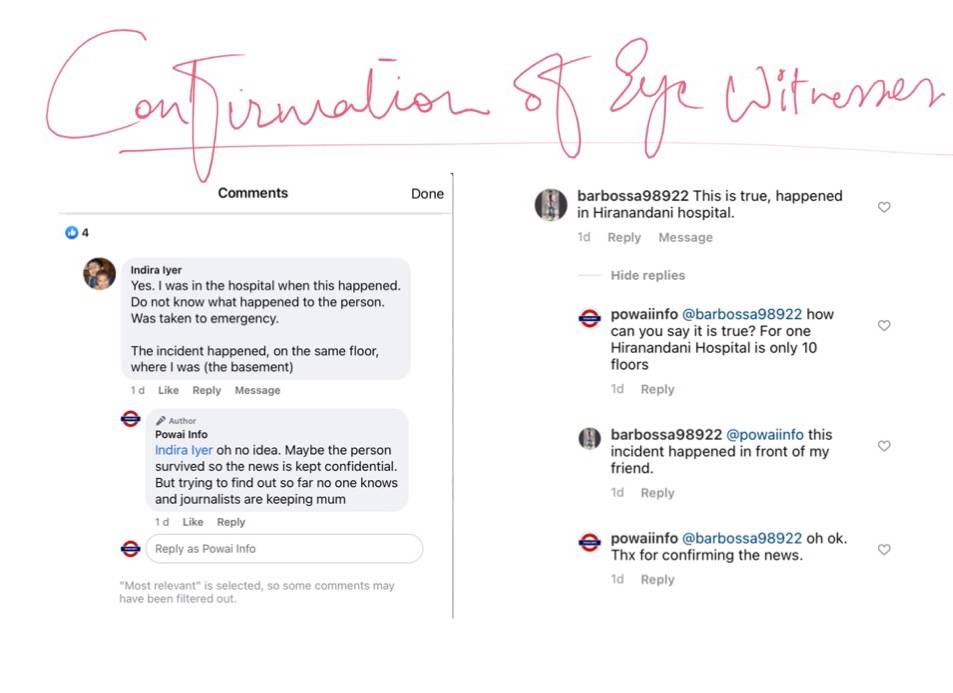 Confirmation of Eye Witnesses
Comments
Done
4
Indira Iyer
Yes. I was in the hospital when this happened.
Do not know what happened to the person.
Was taken to emergency.
The incident happened, on the same floor,
where I was (the basement)
1 d Like Reply Message
Author
Powai Info
Indira Iyer oh no idea. Maybe the person
survived so the news is kept confidential.
But trying to find out so far no one knows
and journalists are keeping mum
1 d Like Reply
Reply as Powai Info
"Most relevant" is selected, so some comments may
have been filtered out.
barbossa98922 This is true, happened
in Hiranandani hospital.
1d Reply Message
Hide replies
powaiinfo @barbossa98922 how
can you say it is true? For one
Hiranandani Hospital is only 10
floors
1d Reply
barbossa98922 @powaiinfo this
incident happened in front of my
friend.
1d Reply
powaiinfo @barbossa98922 oh ok.
Thx for confirming the news.
1d Reply